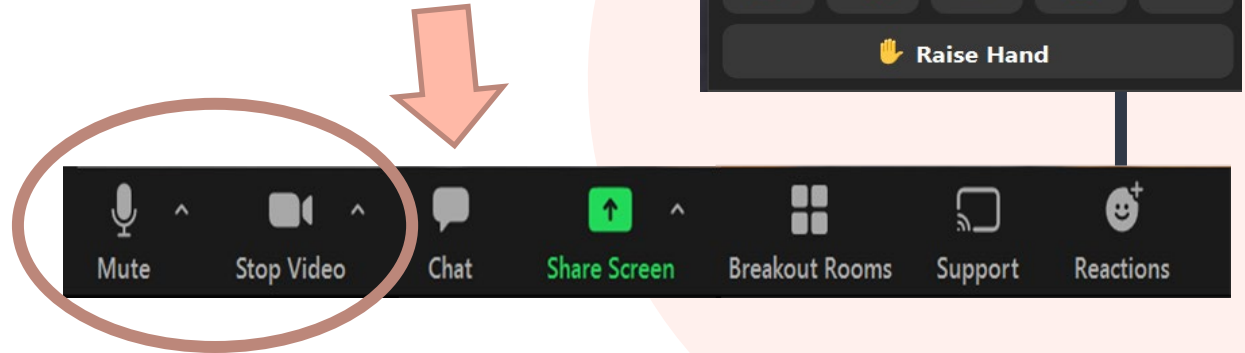 ✋ Raise Hand
Mute Stop Video Chat Share Screen Breakout Rooms Support Reactions